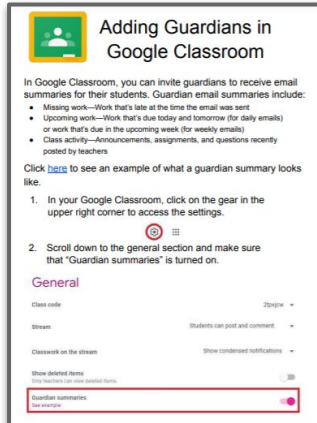 Adding Guardians in
Google Classroom
In Google Classroom, you can invite guardians to receive email
summaries for their students. Guardian email summaries include:
● Missing work—Work that's late at the time the email was sent
● Upcoming work—Work that's due today and tomorrow (for daily emails)
or work that's due in the upcoming week (for weekly emails)
● Class activity—Announcements, assignments, and questions recently
posted by teachers
Click here to see an example of what a guardian summary looks
like.
1. In your Google Classroom, click on the gear in the
upper right corner to access the settings.
2. Scroll down to the general section and make sure
that "Guardian summaries" is turned on.
General
Class code
Stream
Students can post and comment
Classwork on the stream
Show condensed notifications
Show deleted items
Only teachers can view deleted items.
Guardian summaries
See example